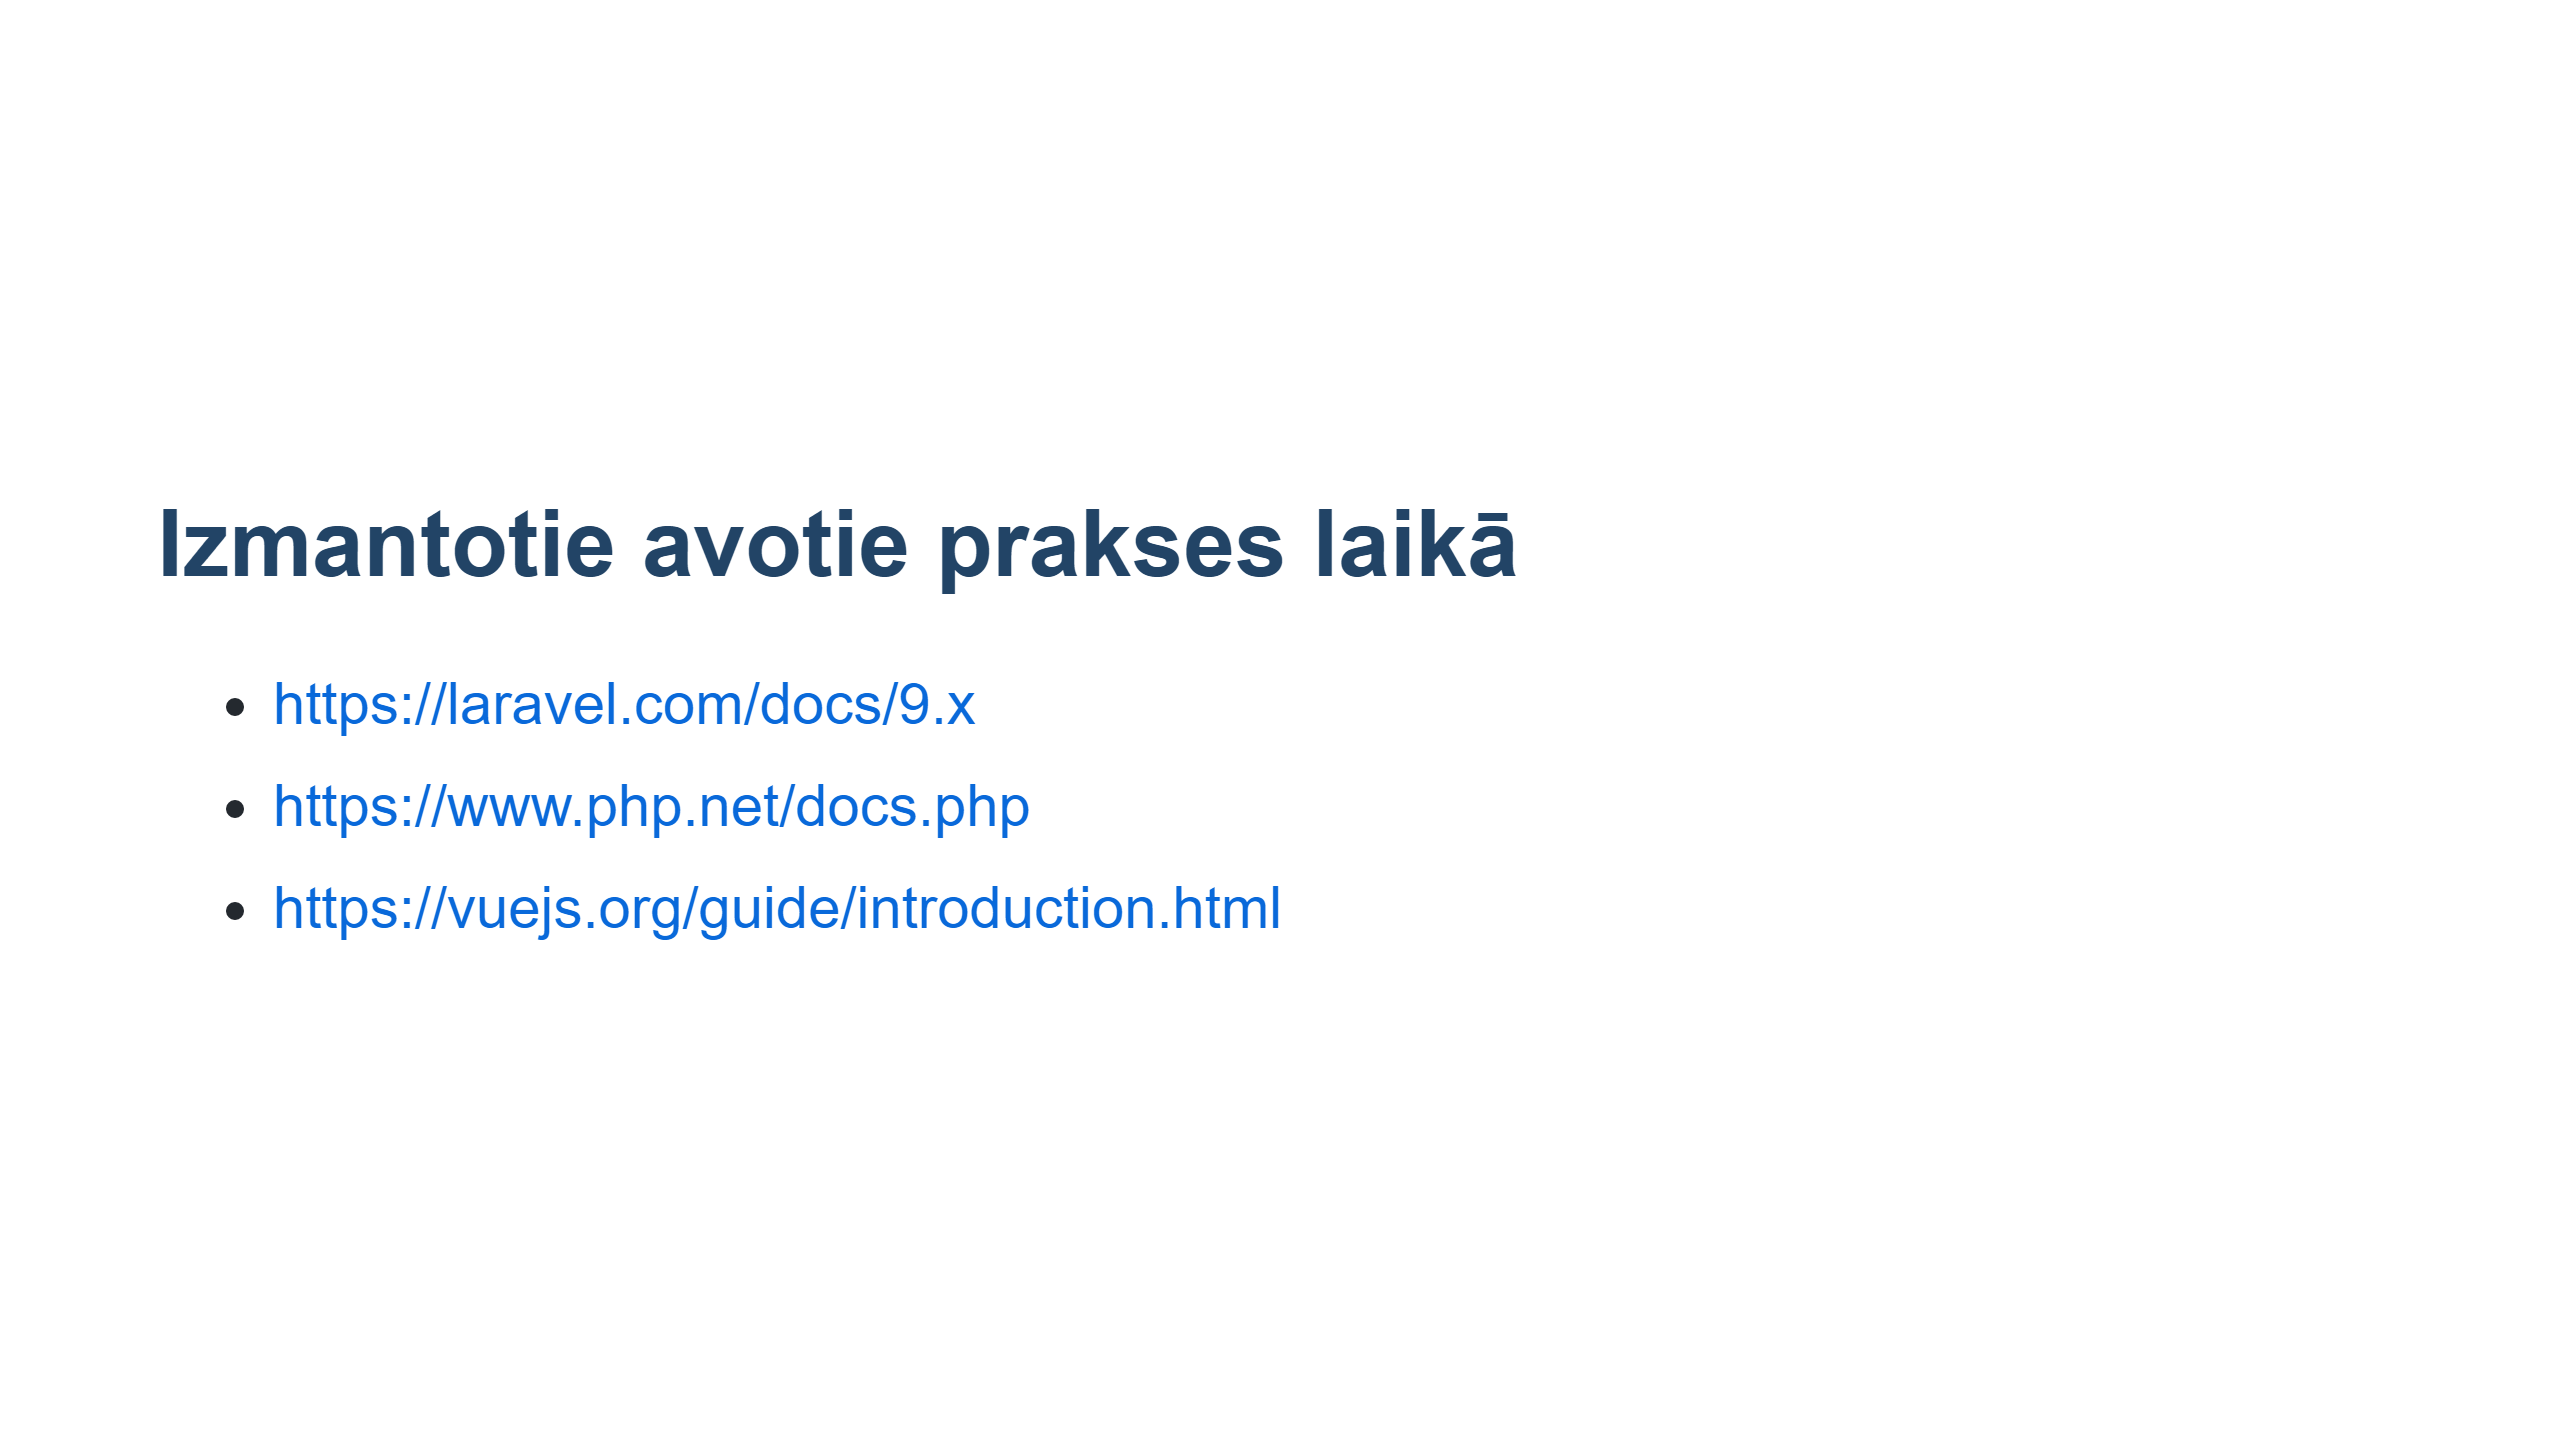 Izmantotie avotie prakses laikā
https://laravel.com/docs/9.x
https://www.php.net/docs.php
https://vuejs.org/guide/introduction.html